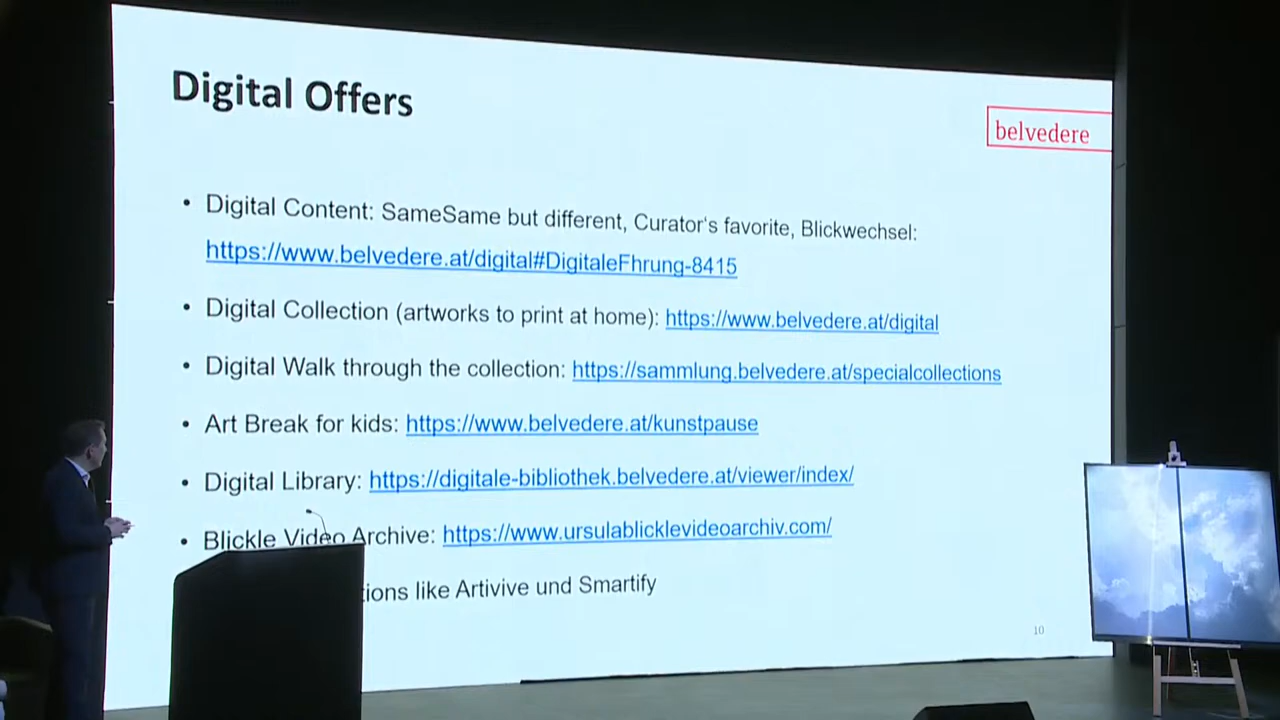 Digital Offers
belvedere
• Digital Content: SameSame but different, Curator's favorite, Blickwechsel:
https://www.belvedere.at/digital#DigitaleFhrung-8415
• Digital Collection (artworks to print at home): https://www.belvedere.at/digital
• Digital Walk through the collection: https://sammlung.belvedere.at/specialcollections
• Art Break for kids: https://www.belvedere.at/kunstpause
• Digital Library: https://digitale-bibliothek.belvedere.at/viewer/index/
• Blickle Video Archive: https://www.ursulablicklevideoarchiv.com/
like Artivive und Smartify
10